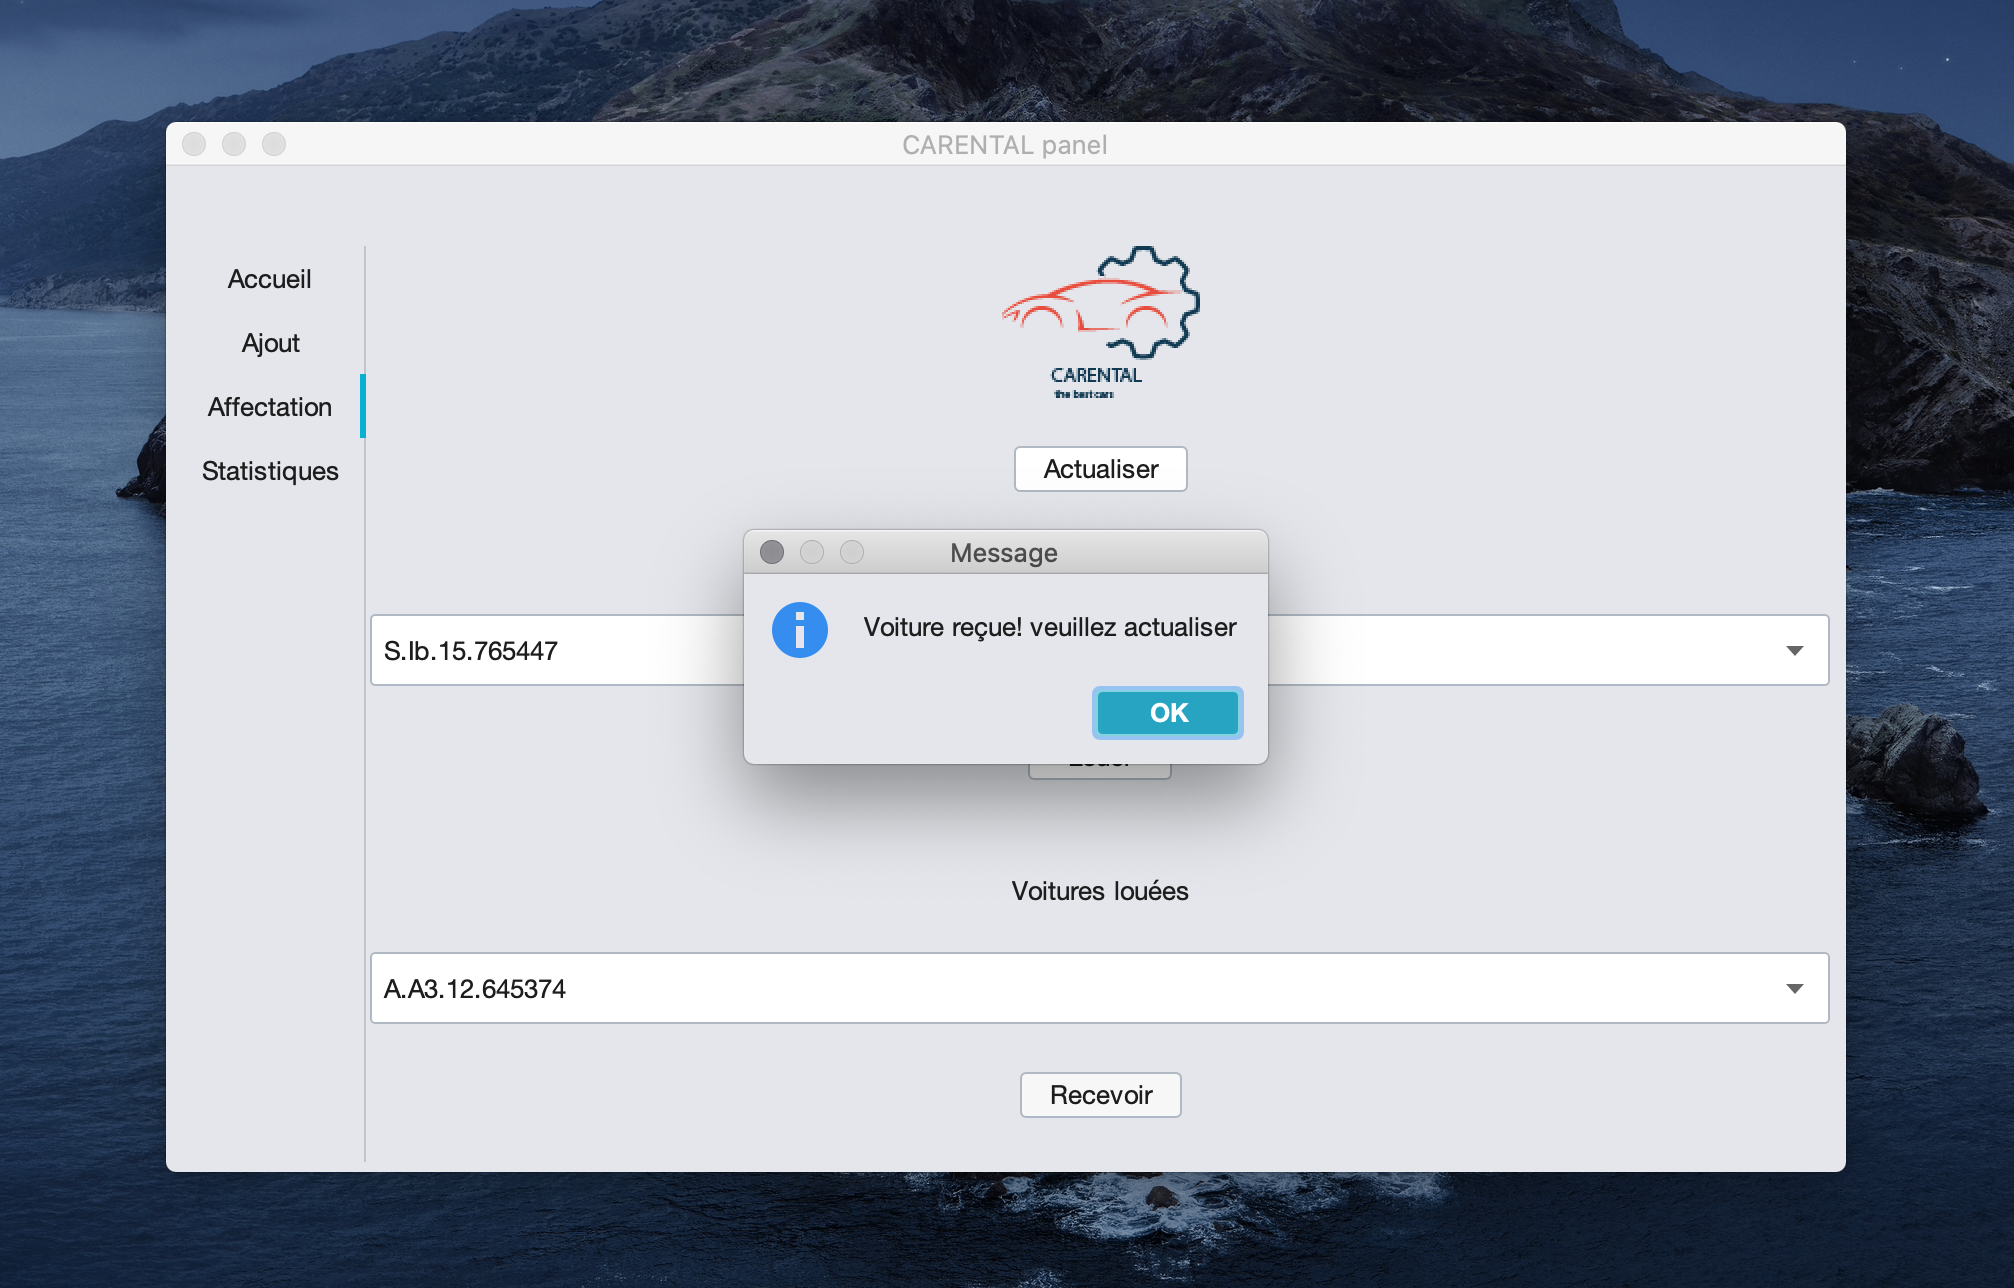 CARENTAL panel
Accueil
Ajout
Affectation
Statistiques
CARENTAL
the best cars
Actualiser
Message
Voiture reçue! veuillez actualiser
OK
S.Ib.15.765447
Voitures louées
A.A3.12.645374
Recevoir